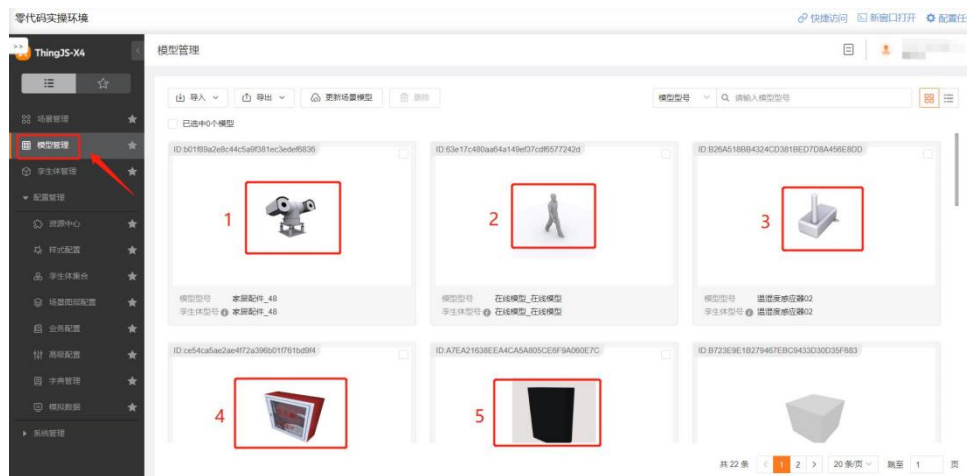 零代码实操环境
快捷访问 新窗口打开 配置任
>>
ThingJS-X4
模型管理
导入 导出 更新场景模型 删除
模型型号 请输入模型型号
已选中0个模型
场景管理
模型管理
孪生体管理
配置管理
资源中心
样式配置
孪生体集合
场景图层配置
业务配置
高级配置
字典管理
模拟数据
系统管理
ID:b01f89a2e8c44c5a9f381ec3edef6836
1
模型型号 家居配件_48
孪生体型号 家居配件_48
ID:63e17c480aa64a149ef37cdf6577242d
2
模型型号 在线模型_在线模型
孪生体型号 在线模型_在线模型
ID:B26A518BB4324CD381BED7D8A456E8DD
3
模型型号 温湿度感应器02
孪生体型号 温湿度感应器02
ID:ce54ca5ae2ae4f72a396b01f761bd9f4
4
ID:A7EA21638EEA4CA5A805CE6F9A060E7C
5
ID:B723E9E1B279467EBC9433D30D35F683
共 22 条 < 1 2 > 20 条/页 跳至 1 页